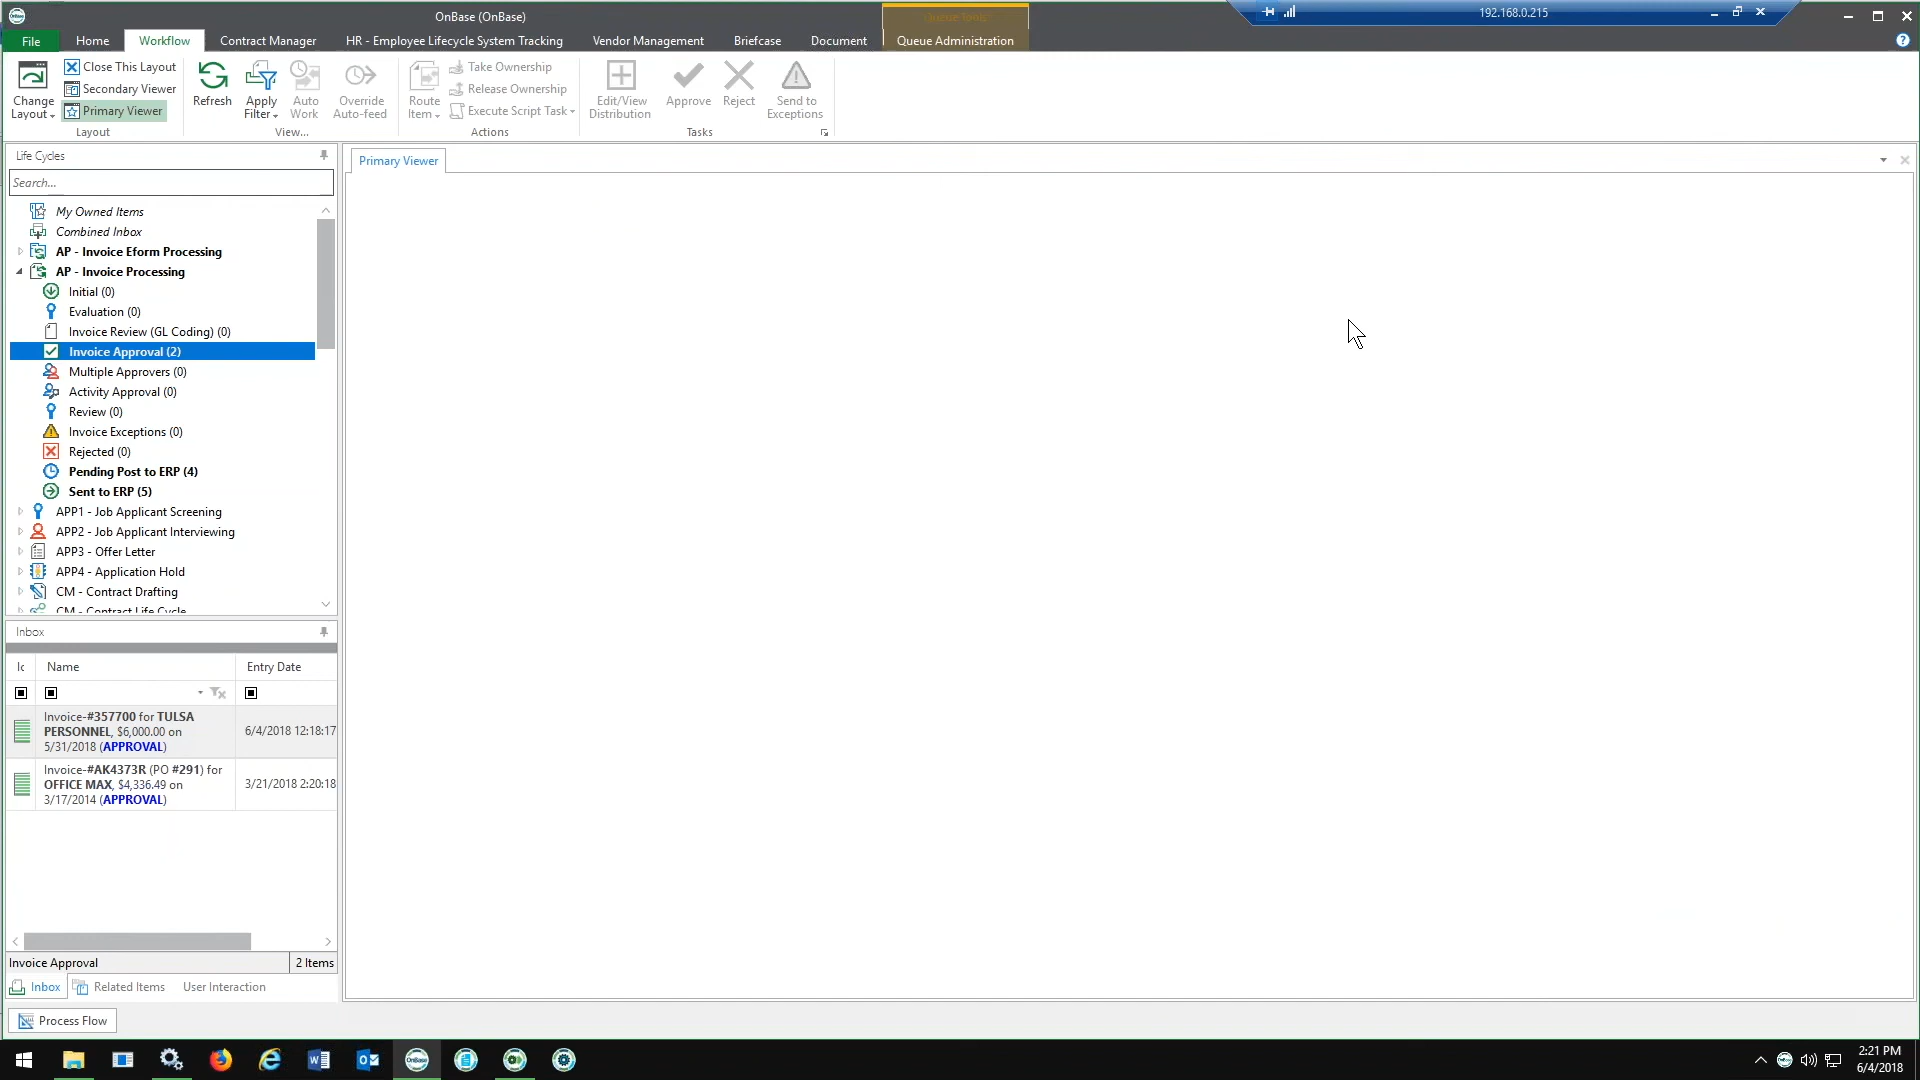 OnBase (OnBase)
Queue Tools
192.168.0.215
File
Home
Workflow
Contract Manager
HR - Employee Lifecycle System Tracking
Vendor Management
Briefcase
Document
Queue Administration
Change
Layout
Close This Layout
Secondary Viewer
Primary Viewer
Layout
Refresh
Apply
Filter
Auto
Work
Override
Auto-feed
View...
Route
Item
Take Ownership
Release Ownership
Execute Script Task
Actions
Edit/View
Distribution
Approve
Reject
Send to
Exceptions
Tasks
Life Cycles
Search...
My Owned Items
Combined Inbox
AP - Invoice Eform Processing
AP - Invoice Processing
Initial (0)
Evaluation (0)
Invoice Review (GL Coding) (0)
Invoice Approval (2)
Multiple Approvers (0)
Activity Approval (0)
Review (0)
Invoice Exceptions (0)
Rejected (0)
Pending Post to ERP (4)
Sent to ERP (5)
APP1 - Job Applicant Screening
APP2 - Job Applicant Interviewing
APP3 - Offer Letter
APP4 - Application Hold
CM - Contract Drafting
CM - Contract Life Cycle
Primary Viewer
Inbox
Ic
Name
Entry Date
Invoice-#357700 for TULSA
PERSONNEL, $6,000.00 on
5/31/2018 (APPROVAL)
6/4/2018 12:18:17
Invoice-#AK4373R (PO #291) for
OFFICE MAX, $4,336.49 on
3/17/2014 (APPROVAL)
3/21/2018 2:20:18
Invoice Approval
2 Items
Inbox
Related Items
User Interaction
Process Flow
OnBase
2:21 PM
6/4/2018